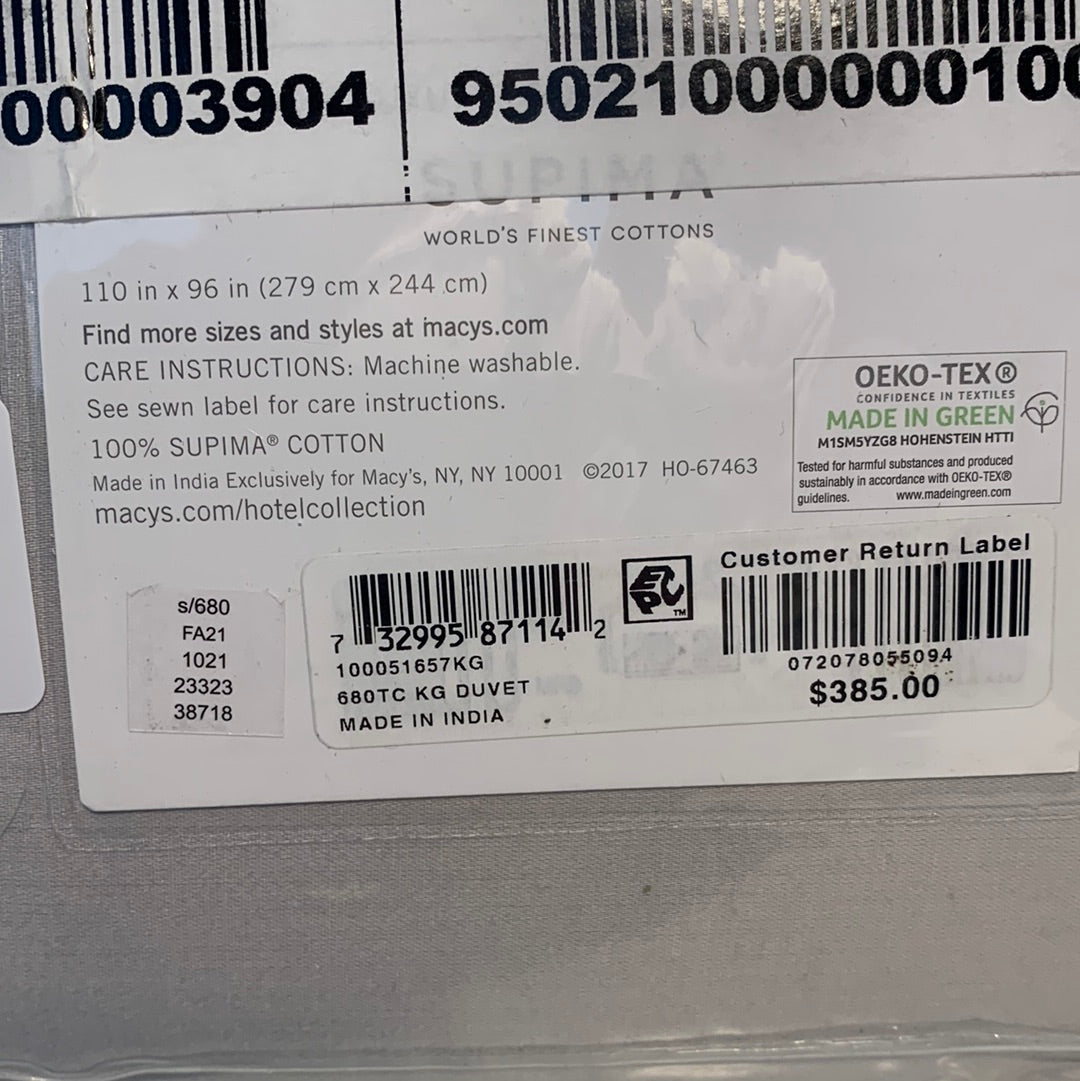 00003904
95021000000010
SUPIMA
WORLD'S FINEST COTTONS
110 in x 96 in (279 cm x 244 cm)
Find more sizes and styles at macys.com
CARE INSTRUCTIONS: Machine washable.
See sewn label for care instructions.
100% SUPIMA® COTTON
Made in India Exclusively for Macy's, NY, NY 10001 ©2017 HO-67463
macys.com/hotelcollection
OEKO-TEX®
CONFIDENCE IN TEXTILES
MADE IN GREEN
M1SM5YZG8 HOHENSTEIN HTTI
Tested for harmful substances and produced
sustainably in accordance with OEKO-TEX®
guidelines. www.madeingreen.com
s/680
FA21
1021
23323
38718
7 32995 87114 2
100051657KG
680TC KG DUVET
MADE IN INDIA
EPC™
Customer Return Label
072078055094
$385.00